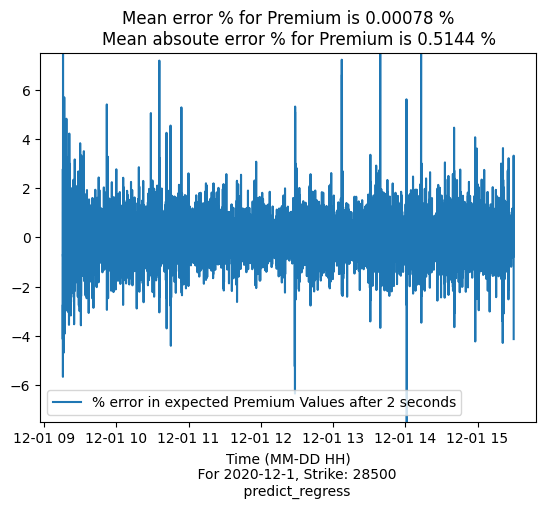 Mean error % for Premium is 0.00078 %
Mean absoute error % for Premium is 0.5144 %
6
4
2
0
−2
−4
−6
% error in expected Premium Values after 2 seconds
12-01 09 12-01 10 12-01 11 12-01 12 12-01 13 12-01 14 12-01 15
Time (MM-DD HH)
For 2020-12-1, Strike: 28500
predict_regress